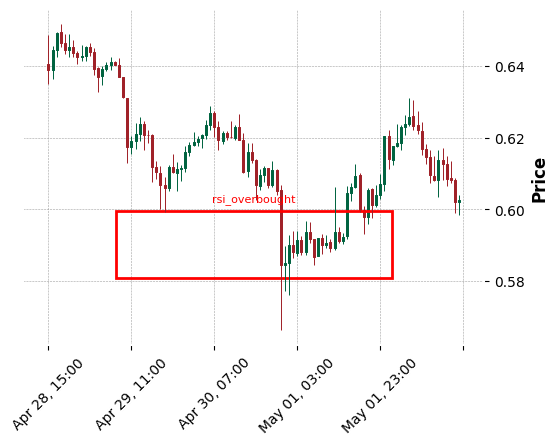 0.64
0.62
rsi_overbought
0.60
0.58
Price
Apr 28, 15:00
Apr 29, 11:00
Apr 30, 07:00
May 01, 03:00
May 01, 23:00